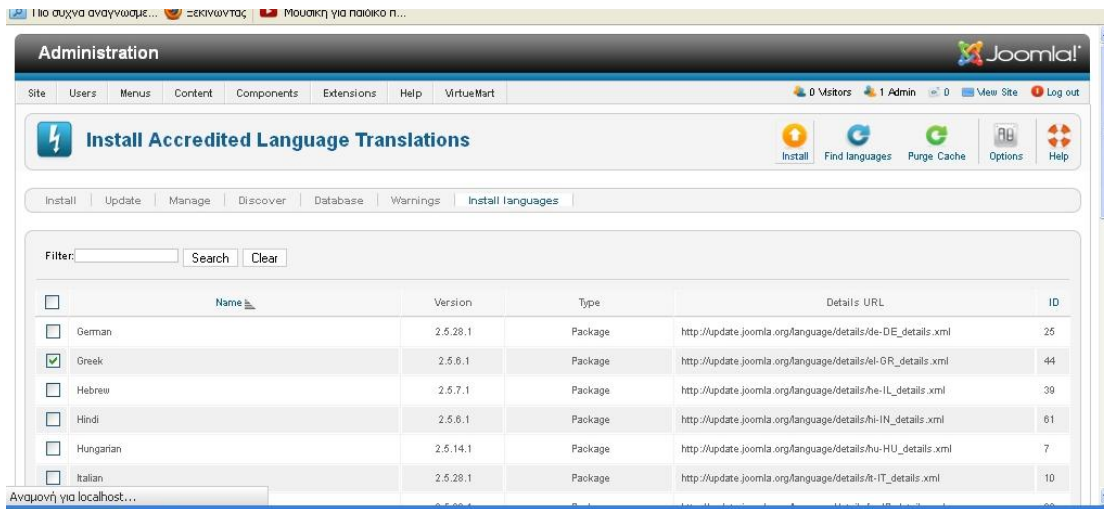 Πιο συχνά αναγνωσμέ... Ξεκινώντας Μουσική για παιδικό π...
Administration Joomla!
Site Users Menus Content Components Extensions Help VirtueMart 0 Visitors 1 Admin 0 View Site Log out
Install Accredited Language Translations Install Find languages Purge Cache Options Help
Install Update Manage Discover Database Warnings Install languages
Filter: Search Clear
Name Version Type Details URL ID
German 2.5.28.1 Package http://update.joomla.org/language/details/de-DE_details.xml 25
Greek 2.5.6.1 Package http://update.joomla.org/language/details/el-GR_details.xml 44
Hebrew 2.5.7.1 Package http://update.joomla.org/language/details/he-IL_details.xml 39
Hindi 2.5.6.1 Package http://update.joomla.org/language/details/hi-IN_details.xml 61
Hungarian 2.5.14.1 Package http://update.joomla.org/language/details/hu-HU_details.xml 7
Italian 2.5.28.1 Package http://update.joomla.org/language/details/it-IT_details.xml 10
Αναμονή για localhost...